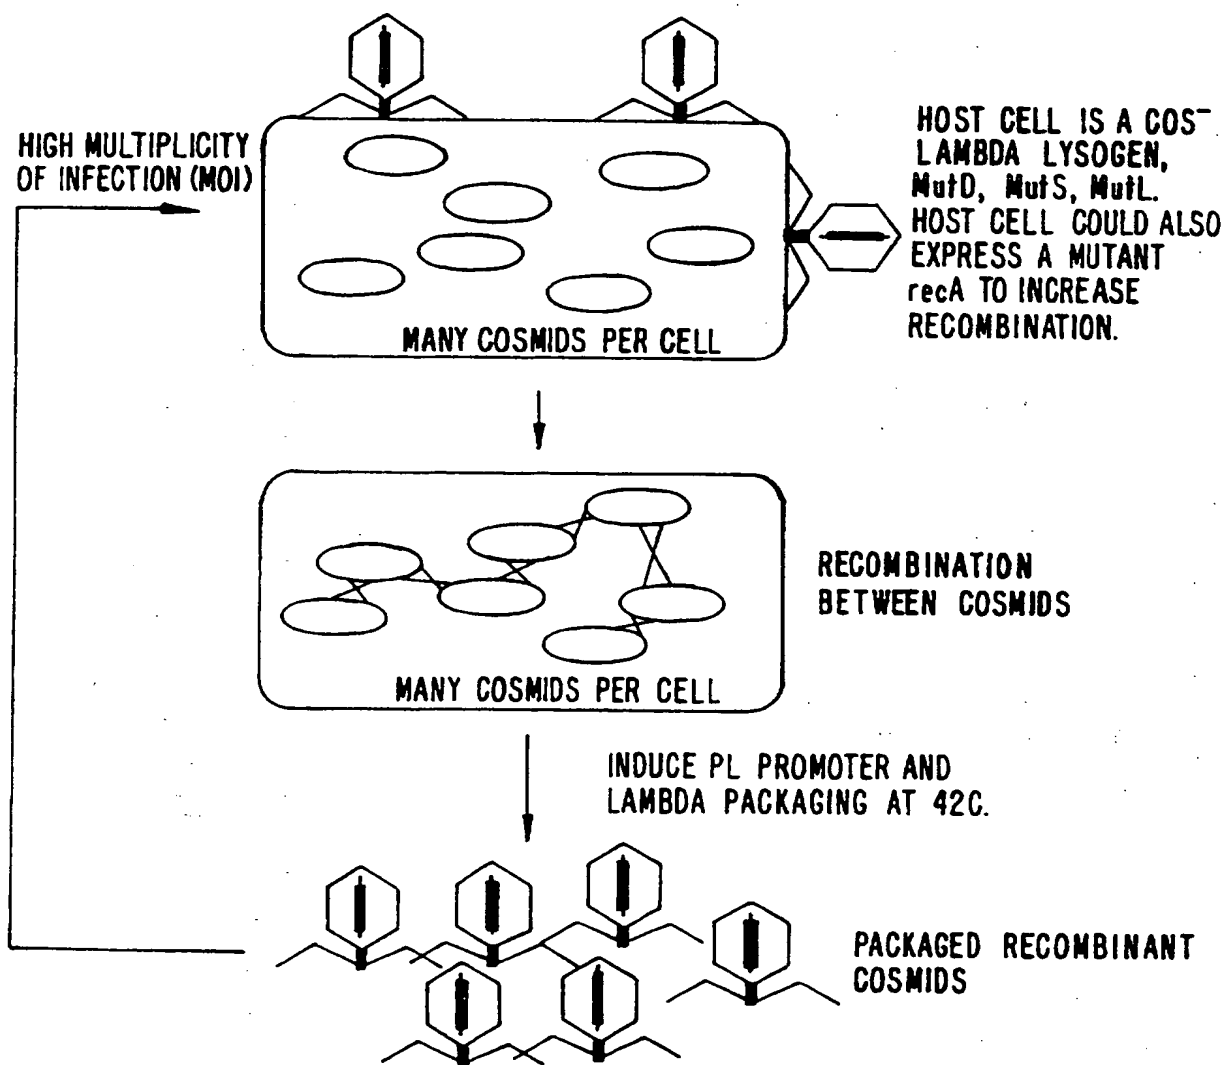 HIGH MULTIPLICITY
OF INFECTION (MOI)
HOST CELL IS A COS⁻
LAMBDA LYSOGEN,
MutD, MutS, MutL.
HOST CELL COULD ALSO
EXPRESS A MUTANT
recA TO INCREASE
RECOMBINATION.
MANY COSMIDS PER CELL
RECOMBINATION
BETWEEN COSMIDS
MANY COSMIDS PER CELL
INDUCE PL PROMOTER AND
LAMBDA PACKAGING AT 42C.
PACKAGED RECOMBINANT
COSMIDS